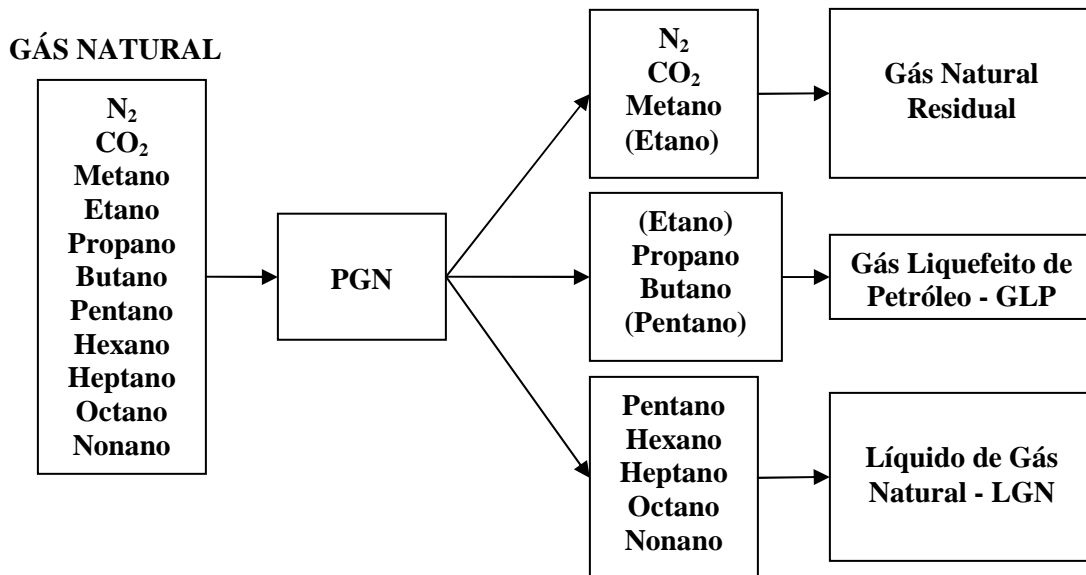 GÁS NATURAL
N₂
CO₂
Metano
Etano
Propano
Butano
Pentano
Hexano
Heptano
Octano
Nonano
PGN
N₂
CO₂
Metano
(Etano)
Gás Natural
Residual
(Etano)
Propano
Butano
(Pentano)
Gás Liquefeito de
Petróleo - GLP
Pentano
Hexano
Heptano
Octano
Nonano
Líquido de Gás
Natural - LGN